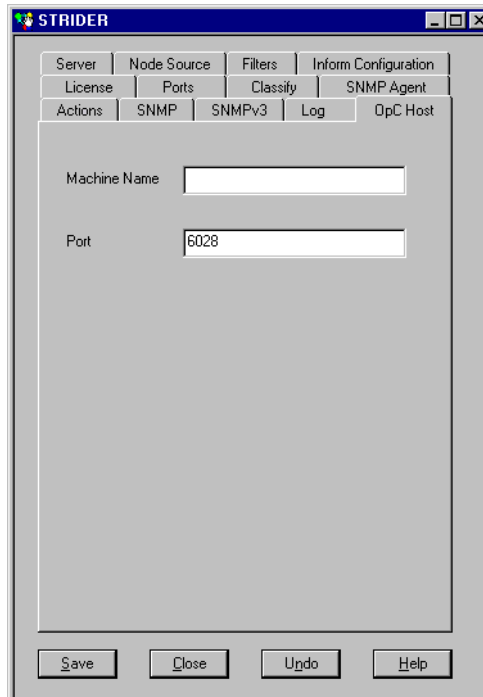 STRIDER
Server Node Source Filters Inform Configuration
License Ports Classify SNMP Agent
Actions SNMP SNMPv3 Log OpC Host
Machine Name
Port 6028
Save Close Undo Help